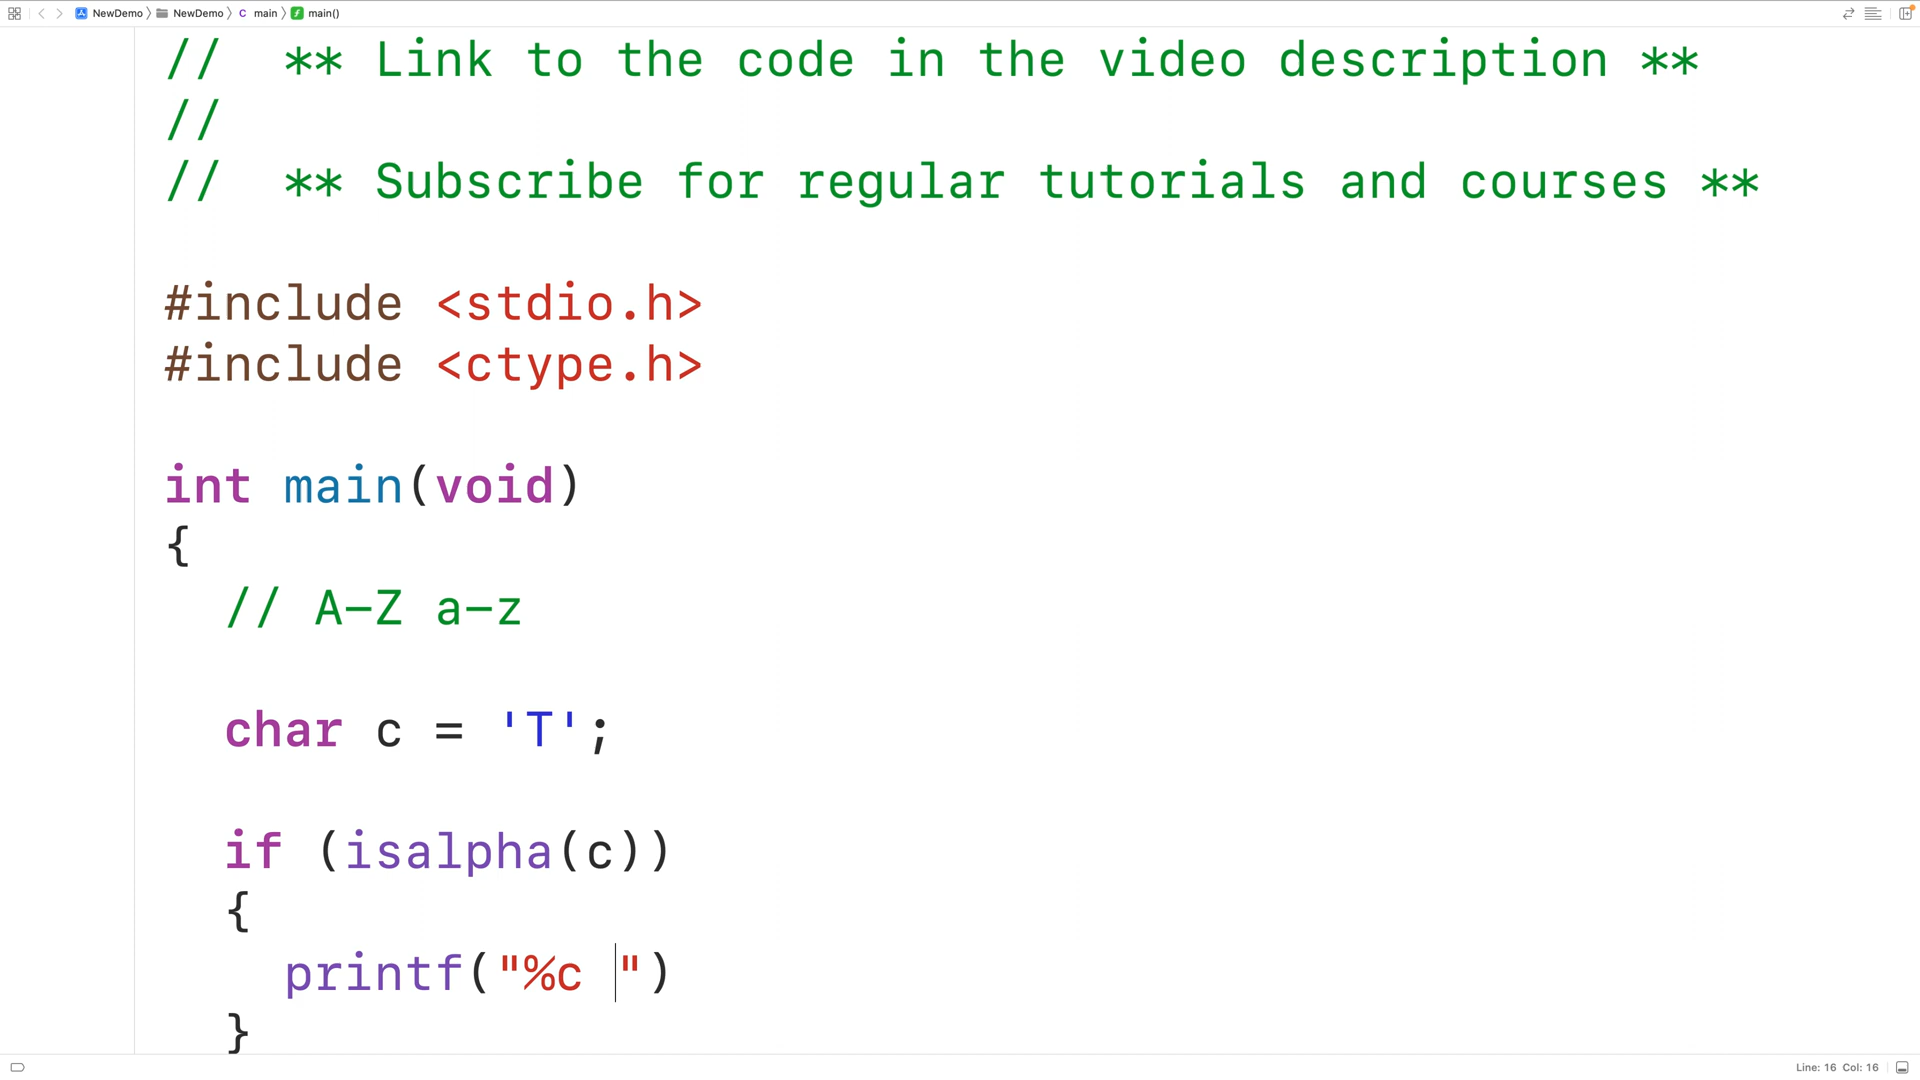 NewDemo 〉 NewDemo 〉 C main 〉 f main()
//  ** Link to the code in the video description **
//
//  ** Subscribe for regular tutorials and courses **
#include <stdio.h>
#include <ctype.h>
int main(void)
{
  // A-Z a-z
  char c = 'T';
  if (isalpha(c))
  {
    printf("%c ")
  }
Line: 16 Col: 16